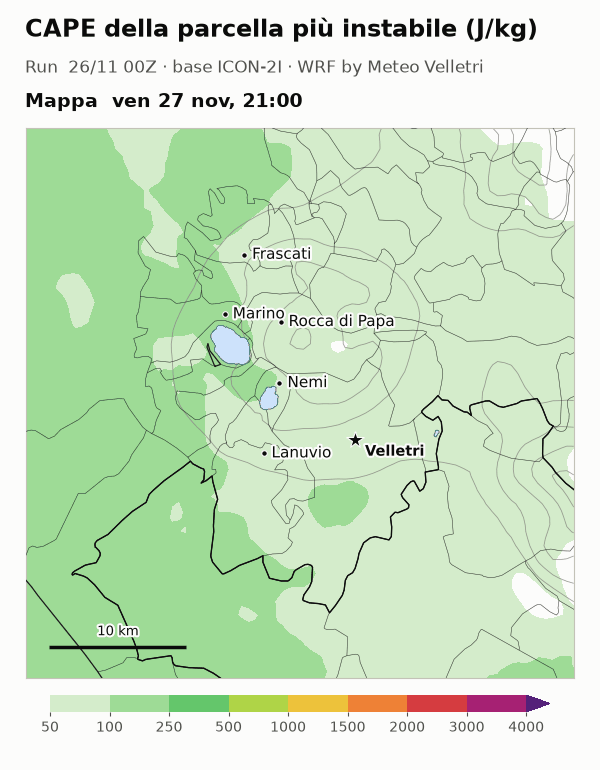 CAPE della parcella più instabile (J/kg)
Run  26/11 00Z · base ICON-2I · WRF by Meteo Velletri
Mappa  ven 27 nov, 21:00
Frascati
Marino
Rocca di Papa
Nemi
Velletri
Lanuvio
10 km
50 100 250 500 1000 1500 2000 3000 4000